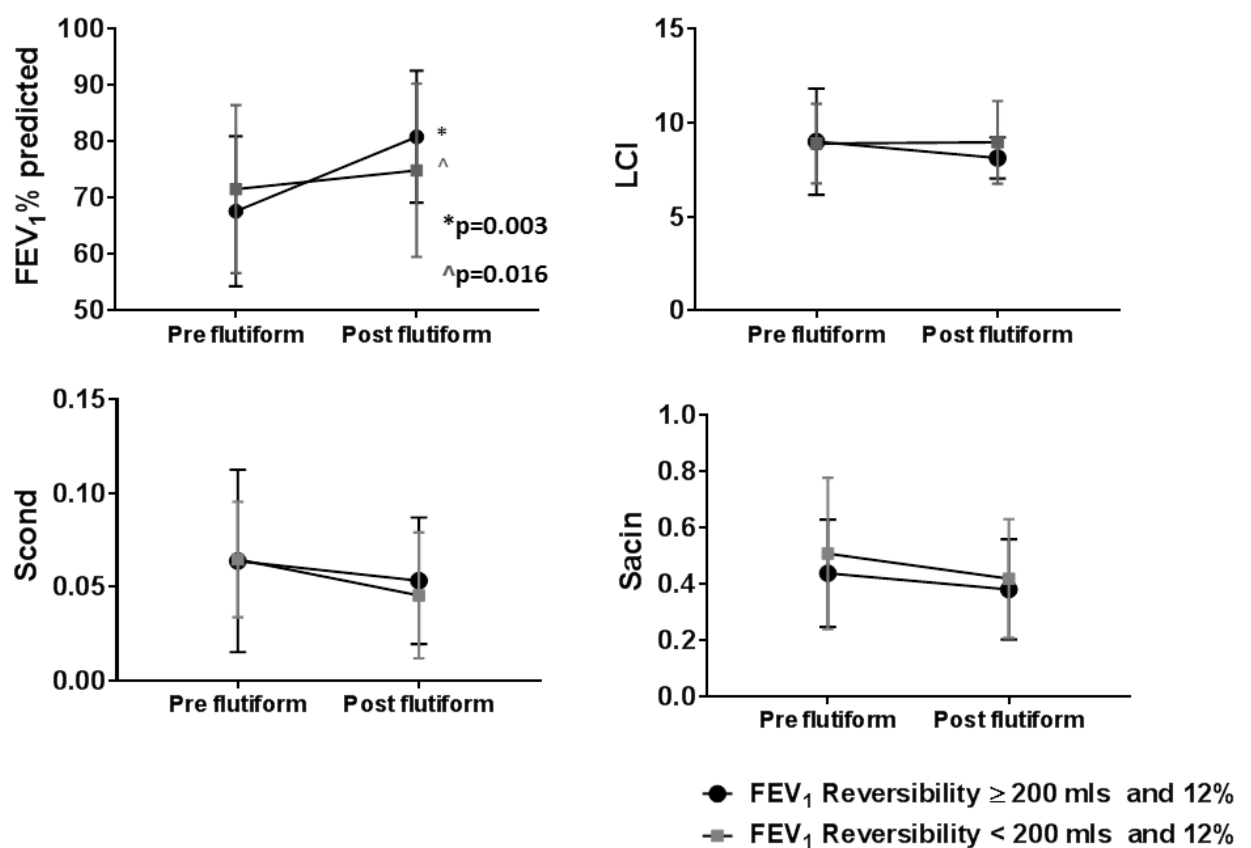 FEV₁% predicted
100
90
80
70
60
50
*
^
*p=0.003
^p=0.016
Pre flutiform
Post flutiform
LCI
15
10
5
0
Pre flutiform
Post flutiform
Scond
0.15
0.10
0.05
0.00
Pre flutiform
Post flutiform
Sacin
1.0
0.8
0.6
0.4
0.2
0.0
Pre flutiform
Post flutiform
FEV₁ Reversibility ≥ 200 mls and 12%
FEV₁ Reversibility < 200 mls and 12%